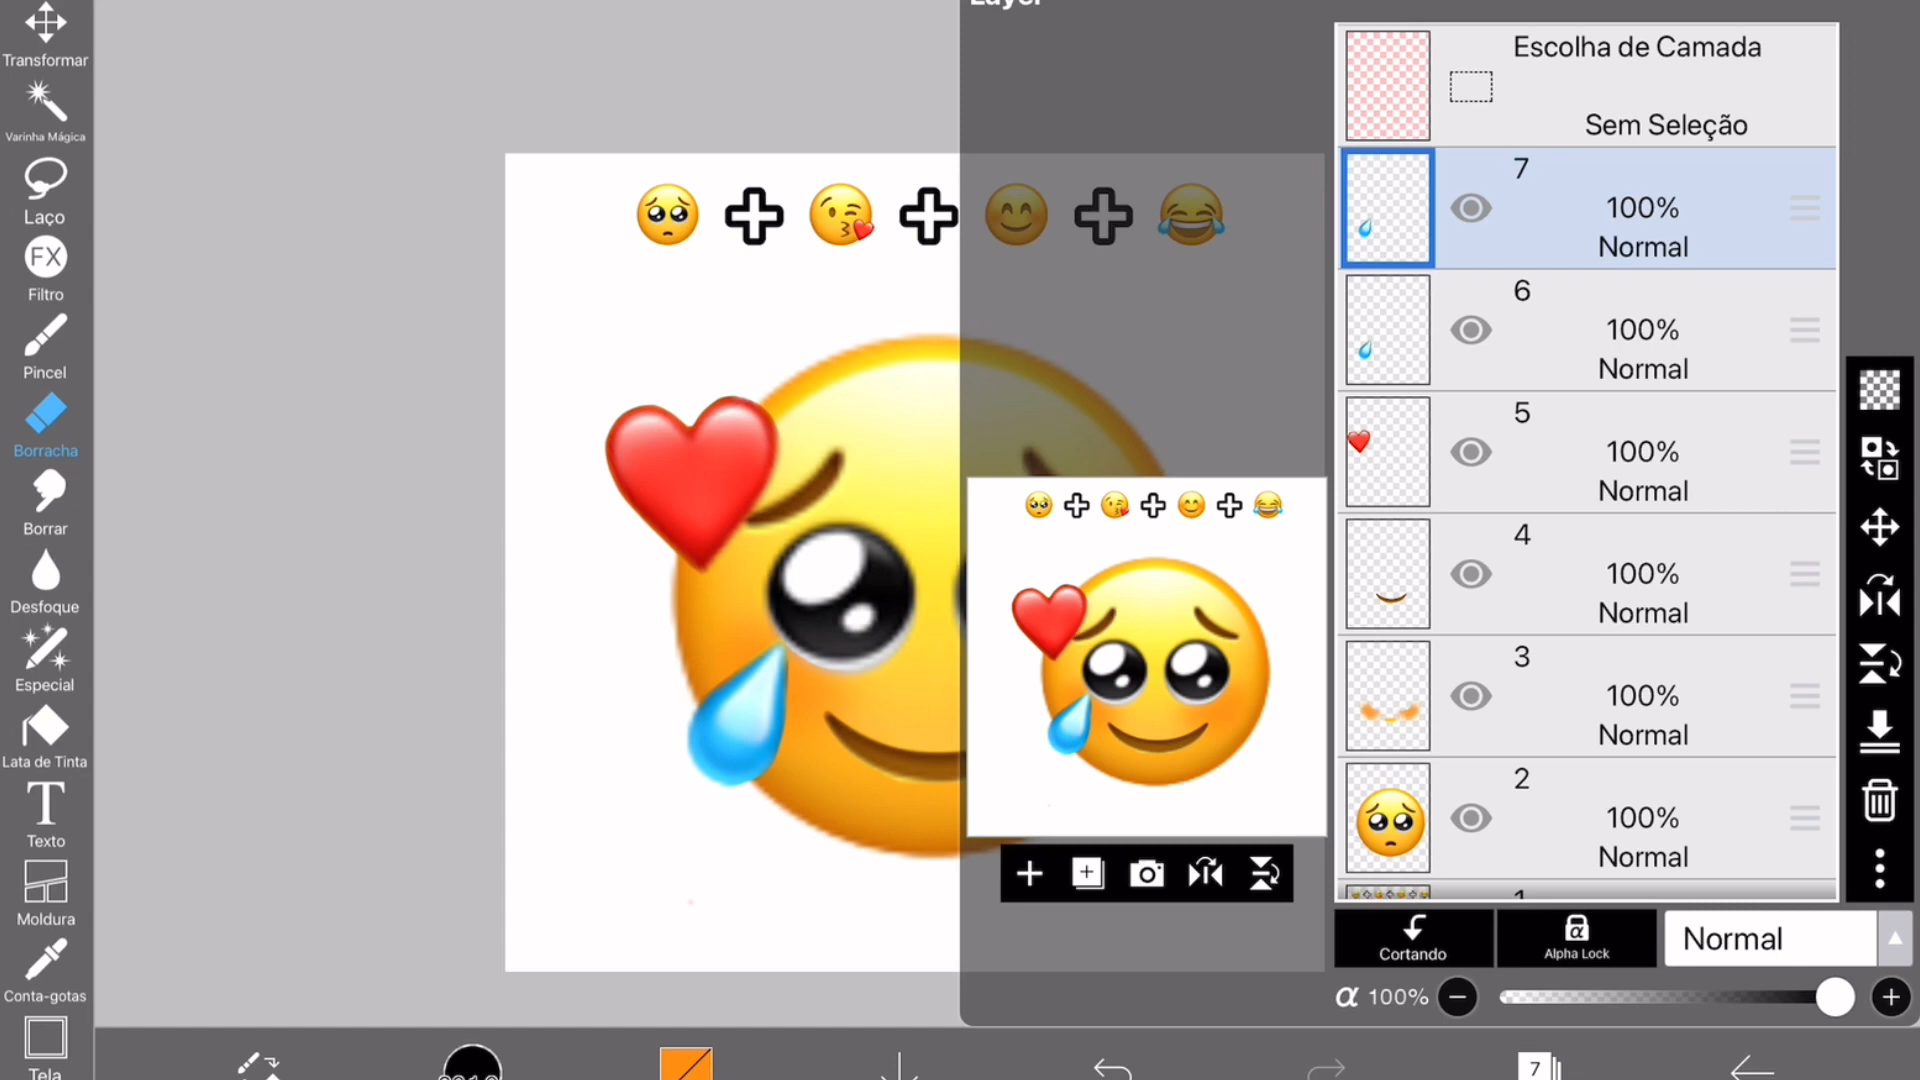 Layer
Transformar
Varinha Mágica
Laço
FX
Filtro
Pincel
Borracha
Borrar
Desfoque
Especial
Lata de Tinta
T
Texto
Moldura
Conta-gotas
Tela
Escolha de Camada
Sem Seleção
7
100%
Normal
6
100%
Normal
5
100%
Normal
4
100%
Normal
3
100%
Normal
2
100%
Normal
1
Cortando
α
Alpha Lock
Normal
α 100%
7